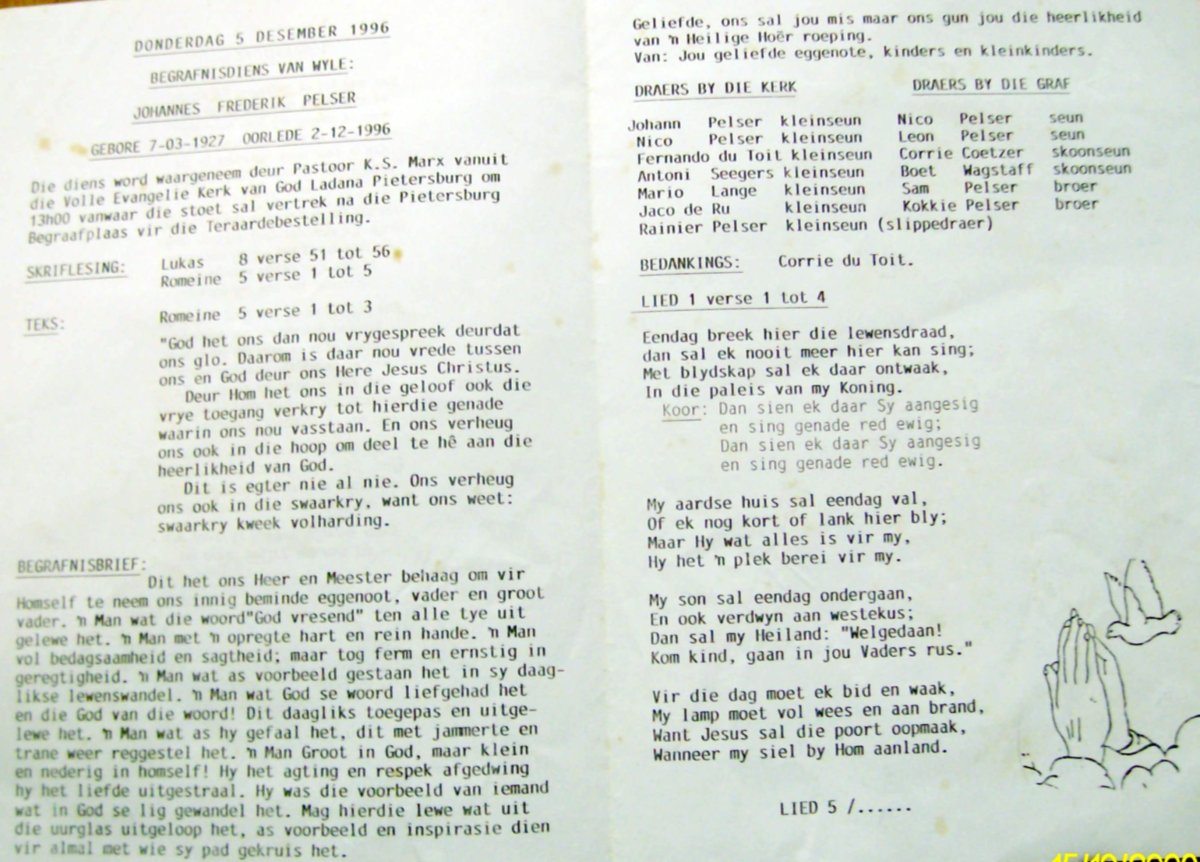 DONDERDAG 5 DESEMBER 1996
BEGRAFNISDIENS VAN WYLE:
JOHANNES FREDERIK PELSER
GEBORE 7-03-1927 OORLEDE 2-12-1996
Die diens word waargeneem deur Pastoor K.S. Marx vanuit
die Volle Evangelie Kerk van God Ladana Pietersburg om
13h00 vanwaar die stoet sal vertrek na die Pietersburg
Begraafplaas vir die Teraardebestelling.
SKRIFLESING: Lukas 8 verse 51 tot 56
Romeine 5 verse 1 tot 5
TEKS: Romeine 5 verse 1 tot 3
"God het ons dan nou vrygespreek deurdat
ons glo. Daarom is daar nou vrede tussen
ons en God deur ons Here Jesus Christus.
Deur Hom het ons in die geloof ook die
vrye toegang verkry tot hierdie genade
waarin ons nou vasstaan. En ons verheug
ons ook in die hoop om deel te hê aan die
heerlikheid van God.
Dit is egter nie al nie. Ons verheug
ons ook in die swaarkry, want ons weet:
swaarkry kweek volharding.
BEGRAFNISBRIEF:
Dit het ons Heer en Meester behaag om vir
Homself te neem ons innig beminde eggenoot, vader en groot
vader. 'n Man wat die woord"God vresend" ten alle tye uit
gelewe het. 'n Man met 'n opregte hart en rein hande. 'n Man
vol bedagsaamheid en sagtheid; maar tog ferm en ernstig in
geregtigheid. 'n Man wat as voorbeeld gestaan het in sy daag-
likse lewenswandel. 'n Man wat God se woord liefgehad het
en die God van die woord! Dit daagliks toegepas en uitge-
lewe het. 'n Man wat as hy gefaal het, dit met jammerte en
trane weer reggestel het. 'n Man Groot in God, maar klein
en nederig in homself! Hy het agting en respek afgedwing
hy het liefde uitgestraal. Hy was die voorbeeld van iemand
wat in God se lig gewandel het. Mag hierdie lewe wat uit
die uurglas uitgeloop het, as voorbeeld en inspirasie dien
vir almal met wie sy pad gekruis het.
Geliefde, ons sal jou mis maar ons gun jou die heerlikheid
van 'n Heilige Hoër roeping.
Van: Jou geliefde eggenote, kinders en kleinkinders.
DRAERS BY DIE KERK DRAERS BY DIE GRAF
Johann Pelser kleinseun Nico Pelser seun
Nico Pelser kleinseun Leon Pelser seun
Fernando du Toit kleinseun Corrie Coetzer skoonseun
Antoni Seegers kleinseun Boet Wagstaff skoonseun
Mario Lange kleinseun Sam Pelser broer
Jaco de Ru kleinseun Kokkie Pelser broer
Rainier Pelser kleinseun (slippedraer)
BEDANKINGS: Corrie du Toit.
LIED 1 verse 1 tot 4
Eendag breek hier die lewensdraad,
dan sal ek nooit meer hier kan sing;
Met blydskap sal ek daar ontwaak,
In die paleis van my Koning.
Koor: Dan sien ek daar Sy aangesig
en sing genade red ewig;
Dan sien ek daar Sy aangesig
en sing genade red ewig.
My aardse huis sal eendag val,
Of ek nog kort of lank hier bly;
Maar Hy wat alles is vir my,
Hy het 'n plek berei vir my.
My son sal eendag ondergaan,
En ook verdwyn aan westekus;
Dan sal my Heiland: "Welgedaan!
Kom kind, gaan in jou Vaders rus."
Vir die dag moet ek bid en waak,
My lamp moet vol wees en aan brand,
Want Jesus sal die poort oopmaak,
Wanneer my siel by Hom aanland.
LIED 5 /......